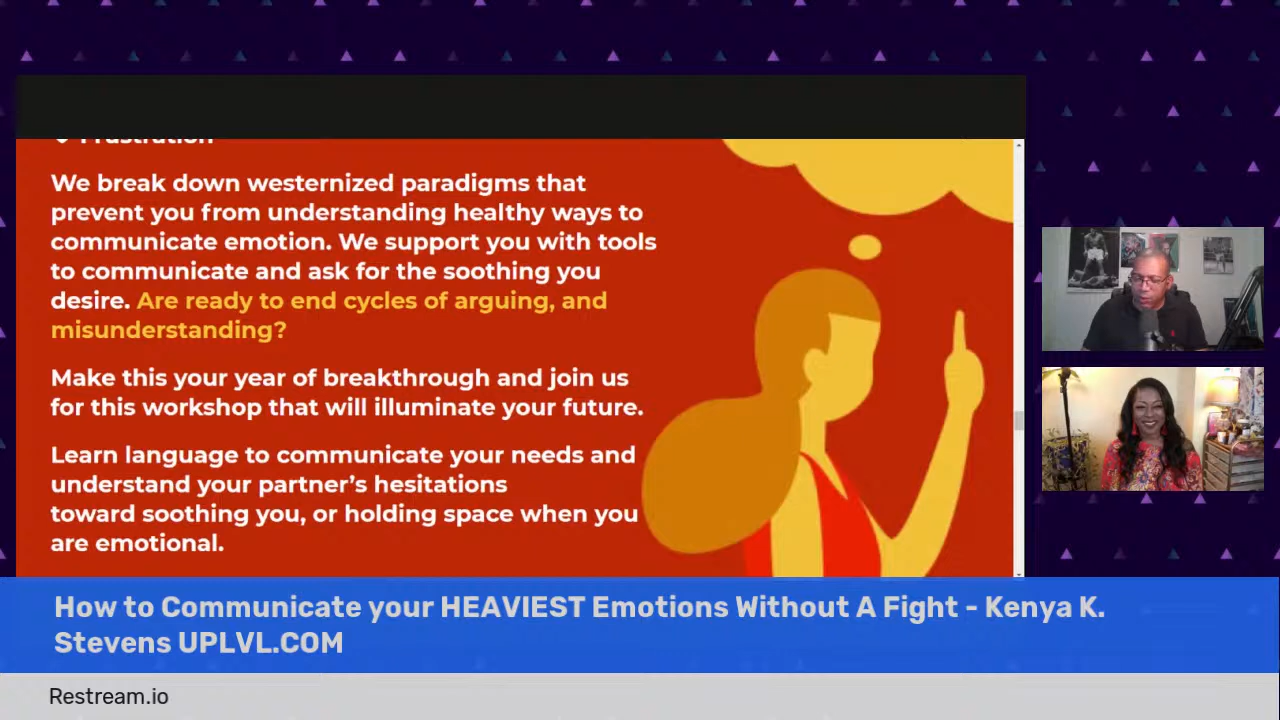 Frustration
We break down westernized paradigms that
prevent you from understanding healthy ways to
communicate emotion. We support you with tools
to communicate and ask for the soothing you
desire. Are ready to end cycles of arguing, and
misunderstanding?
Make this your year of breakthrough and join us
for this workshop that will illuminate your future.
Learn language to communicate your needs and
understand your partner’s hesitations
toward soothing you, or holding space when you
are emotional.
How to Communicate your HEAVIEST Emotions Without A Fight - Kenya K.
Stevens UPLVL.COM
Restream.io